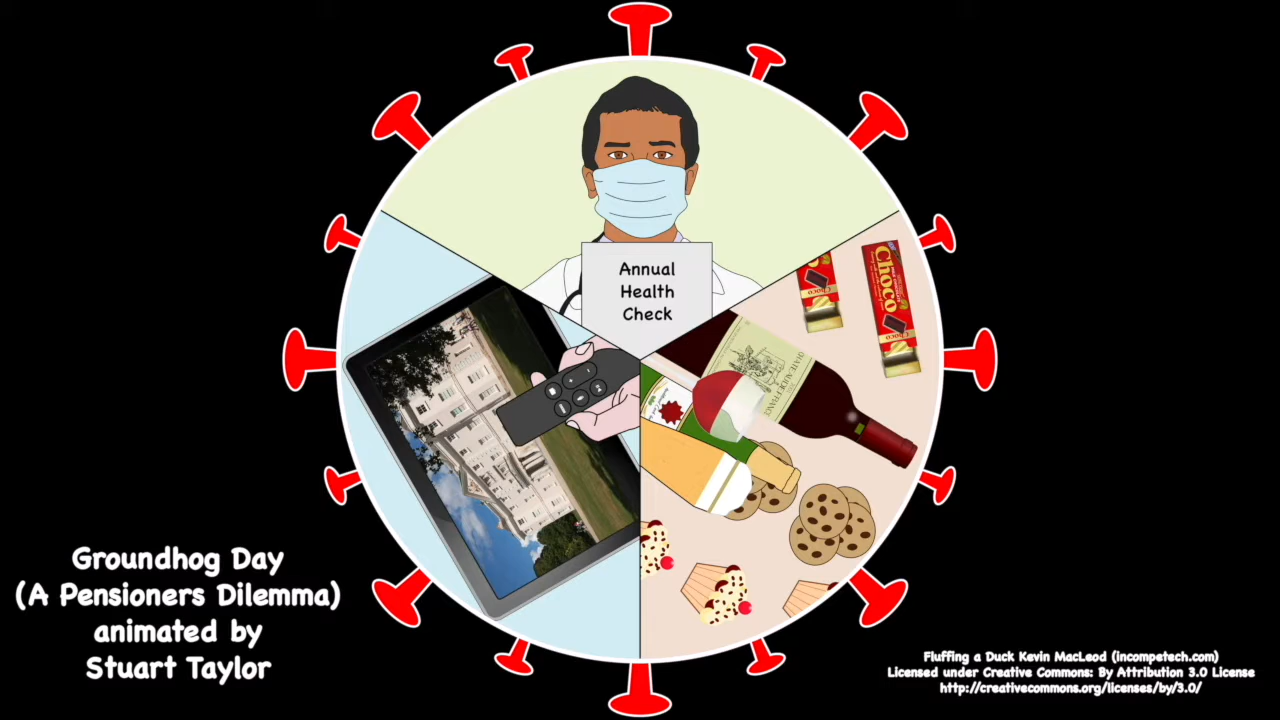 Annual
Health
Check
Choco
Choco
Choco
Groundhog Day
(A Pensioners Dilemma)
animated by
Stuart Taylor
Fluffing a Duck Kevin MacLeod (incompetech.com)
Licensed under Creative Commons: By Attribution 3.0 License
http://creativecommons.org/licenses/by/3.0/